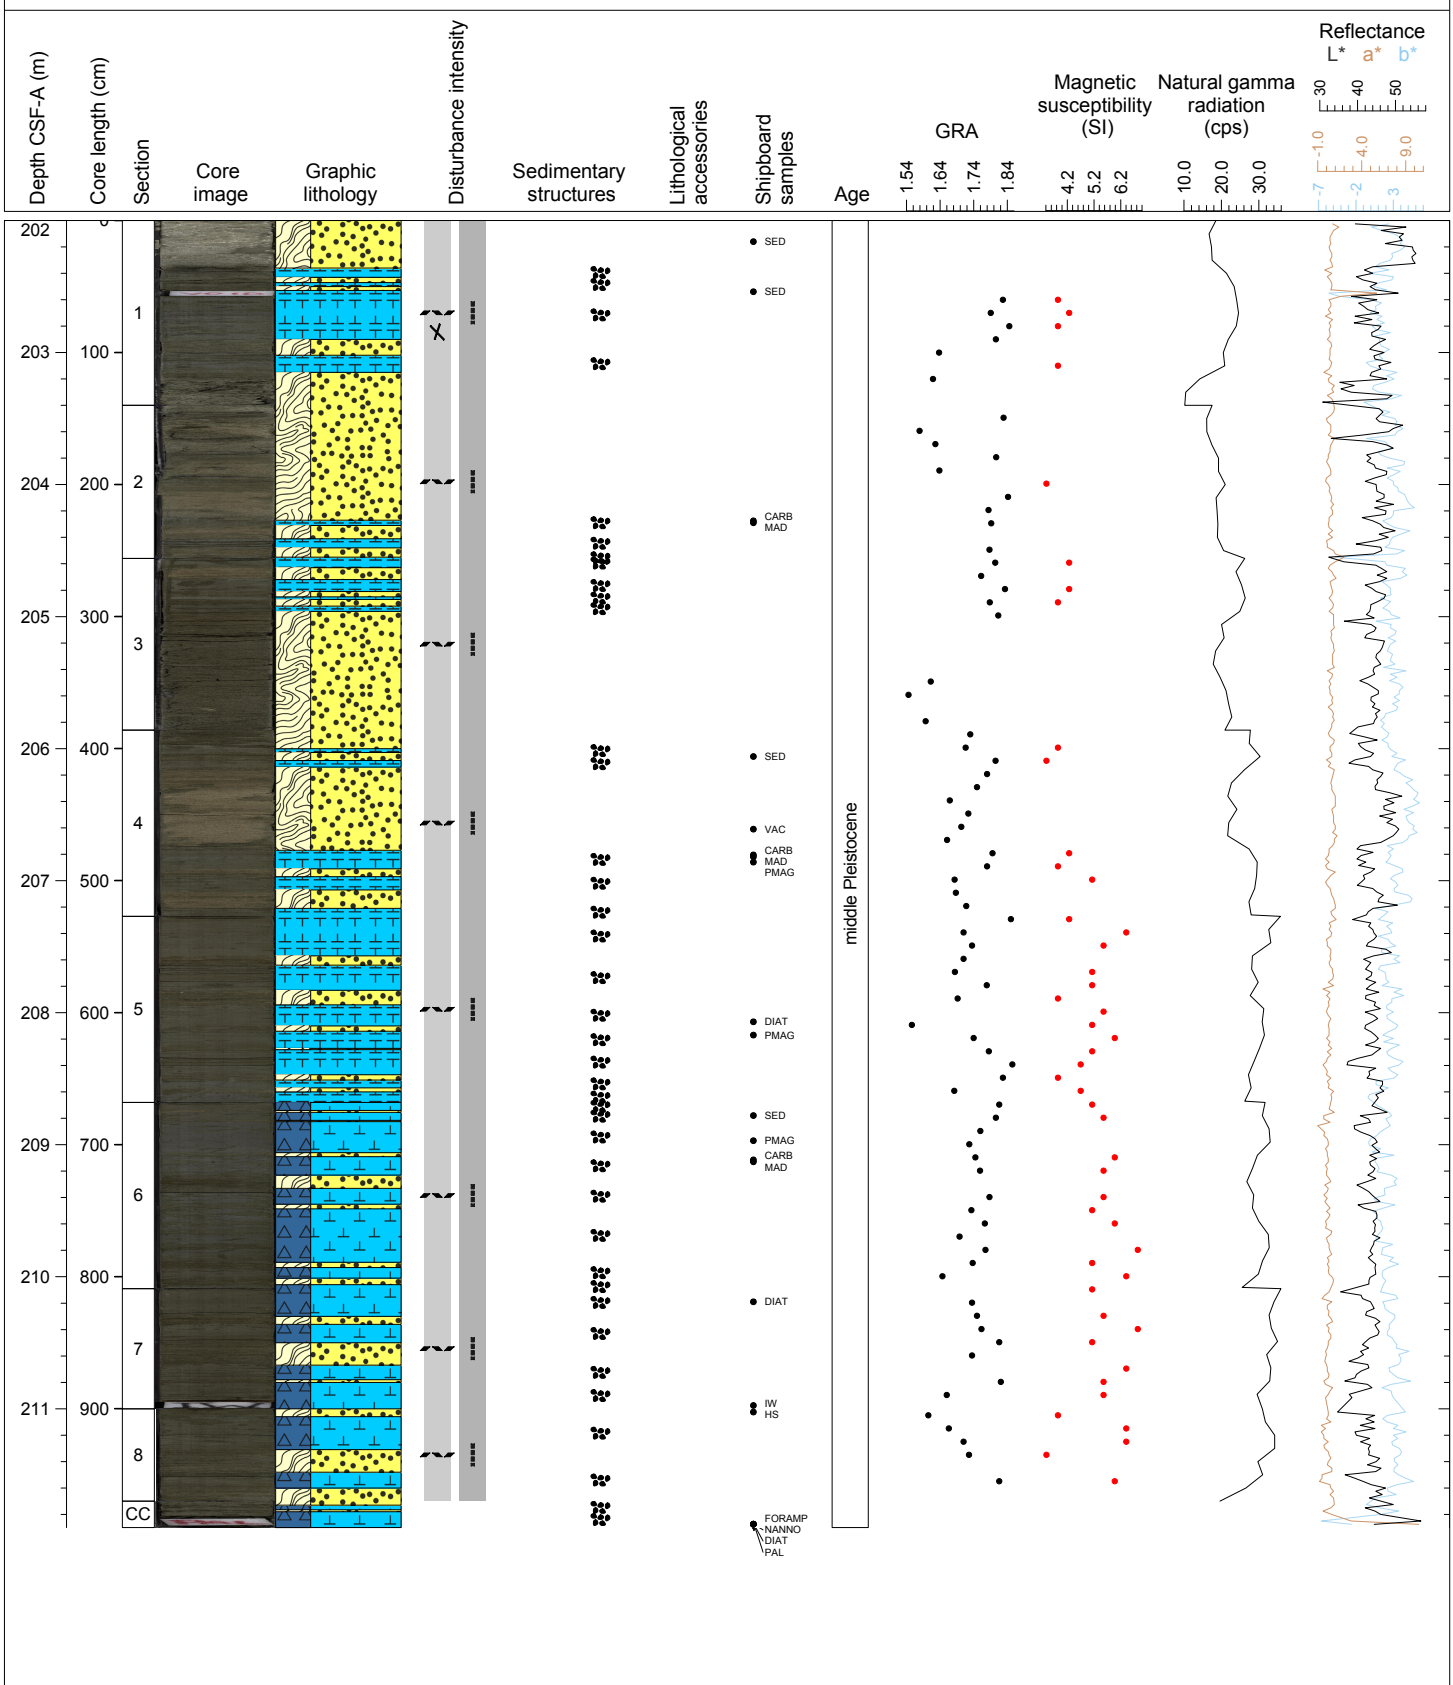 Depth CSF-A (m)
Core length (cm)
Section
Core
image
Graphic
lithology
Disturbance intensity
Sedimentary
structures
Lithological
accessories
Shipboard
samples
Age
GRA
1.54 1.64 1.74 1.84
Magnetic
susceptibility
(SI)
4.2 5.2 6.2
Natural gamma
radiation
(cps)
10.0 20.0 30.0
Reflectance
L* a* b*
30 40 50
-1.0 4.0 9.0
-7 -2 3
202
203
204
205
206
207
208
209
210
211
0
100
200
300
400
500
600
700
800
900
1
2
3
4
5
6
7
8
CC
SED
SED
CARB
MAD
SED
VAC
CARB
MAD
PMAG
DIAT
PMAG
SED
PMAG
CARB
MAD
DIAT
IW
HS
FORAMP
NANNO
DIAT
PAL
middle Pleistocene